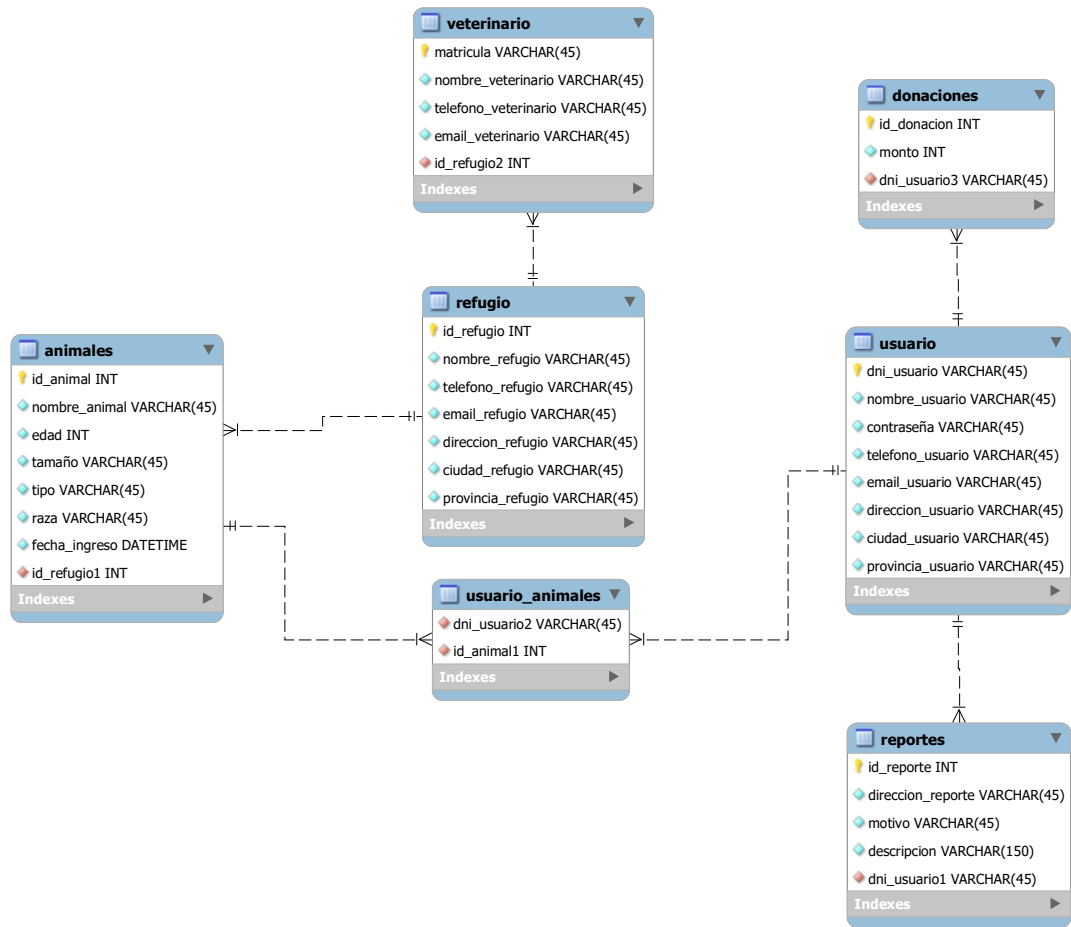 veterinario
matricula VARCHAR(45)
nombre_veterinario VARCHAR(45)
telefono_veterinario VARCHAR(45)
email_veterinario VARCHAR(45)
id_refugio2 INT
Indexes
donaciones
id_donacion INT
monto INT
dni_usuario3 VARCHAR(45)
Indexes
refugio
id_refugio INT
nombre_refugio VARCHAR(45)
telefono_refugio VARCHAR(45)
email_refugio VARCHAR(45)
direccion_refugio VARCHAR(45)
ciudad_refugio VARCHAR(45)
provincia_refugio VARCHAR(45)
Indexes
animales
id_animal INT
nombre_animal VARCHAR(45)
edad INT
tamaño VARCHAR(45)
tipo VARCHAR(45)
raza VARCHAR(45)
fecha_ingreso DATETIME
id_refugio1 INT
Indexes
usuario
dni_usuario VARCHAR(45)
nombre_usuario VARCHAR(45)
contraseña VARCHAR(45)
telefono_usuario VARCHAR(45)
email_usuario VARCHAR(45)
direccion_usuario VARCHAR(45)
ciudad_usuario VARCHAR(45)
provincia_usuario VARCHAR(45)
Indexes
usuario_animales
dni_usuario2 VARCHAR(45)
id_animal1 INT
Indexes
reportes
id_reporte INT
direccion_reporte VARCHAR(45)
motivo VARCHAR(45)
descripcion VARCHAR(150)
dni_usuario1 VARCHAR(45)
Indexes